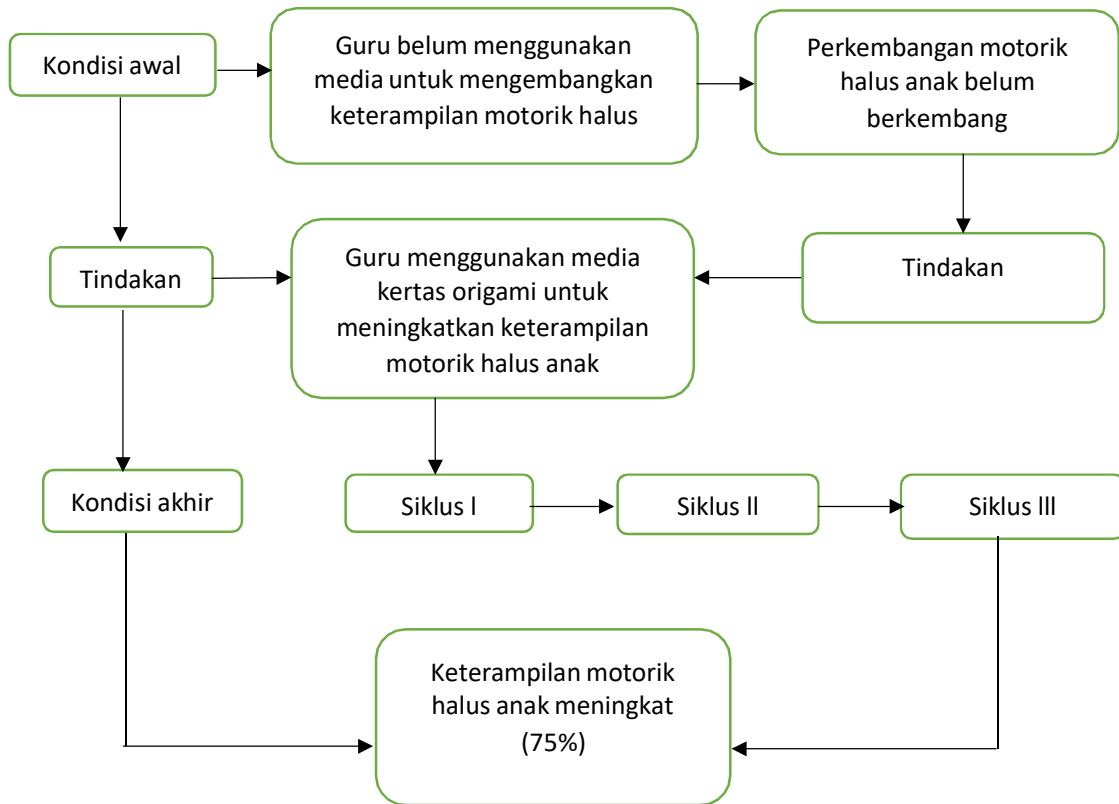 Kondisi awal
Guru belum menggunakan
media untuk mengembangkan
keterampilan motorik halus
Perkembangan motorik
halus anak belum
berkembang
Tindakan
Guru menggunakan media
kertas origami untuk
meningkatkan keterampilan
motorik halus anak
Tindakan
Kondisi akhir
Siklus I
Siklus II
Siklus III
Keterampilan motorik
halus anak meningkat
(75%)